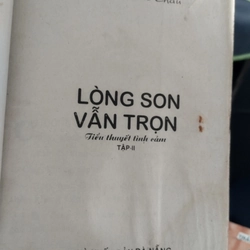 LÒNG SON
VẪN TRỌN
Tiểu thuyết tình cảm
TẬP II